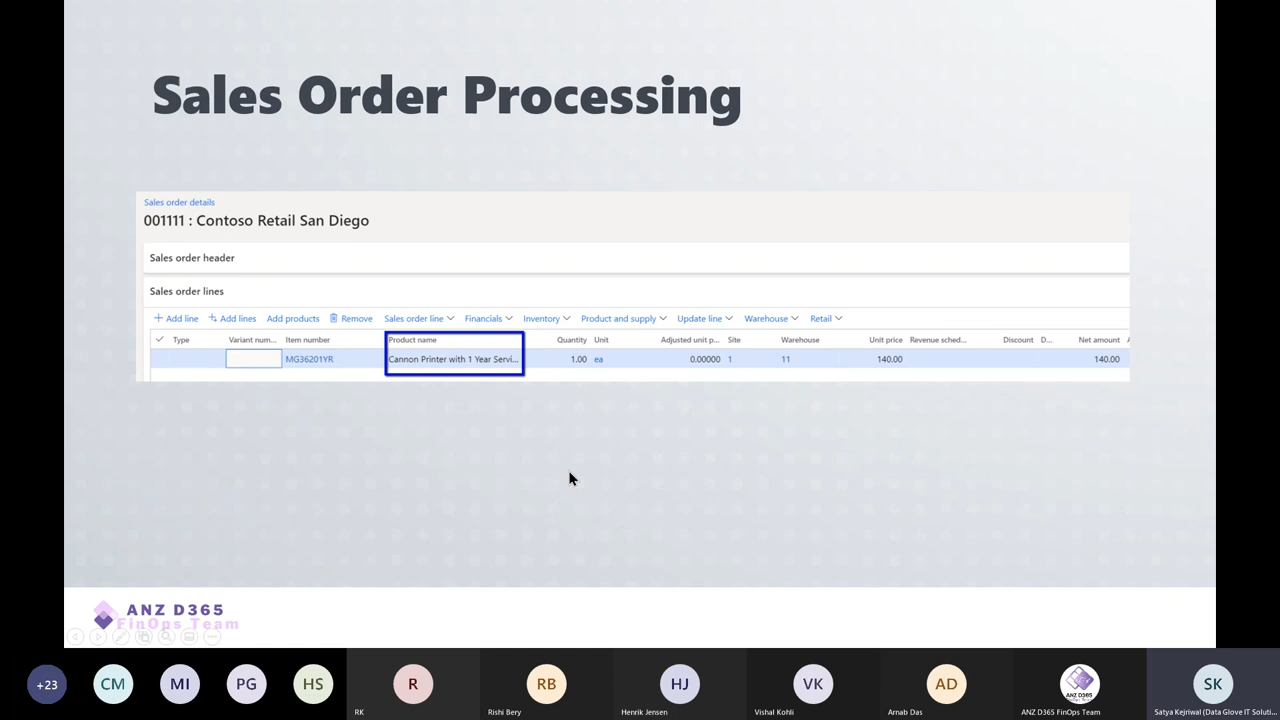 Sales Order Processing
Sales order details
001111 : Contoso Retail San Diego
Sales order header
Sales order lines
+ Add line Add lines Add products Remove Sales order line Financials Inventory Product and supply Update line Warehouse Retail
Type Variant num... Item number Product name Quantity Unit Adjusted unit p... Site Warehouse Unit price Revenue sched... Discount D... Net amount
MG36201YR Cannon Printer with 1 Year Servi... 1.00 ea 0.00000 1 11 140.00 140.00
ANZ D365
FinOps Team
+23 CM MI PG HS R RB HJ VK AD SK
RK Rishi Bery Henrik Jensen Vishal Kohli Arnab Das ANZ D365 FinOps Team Satya Kejriwal (Data Glove IT Soluti...